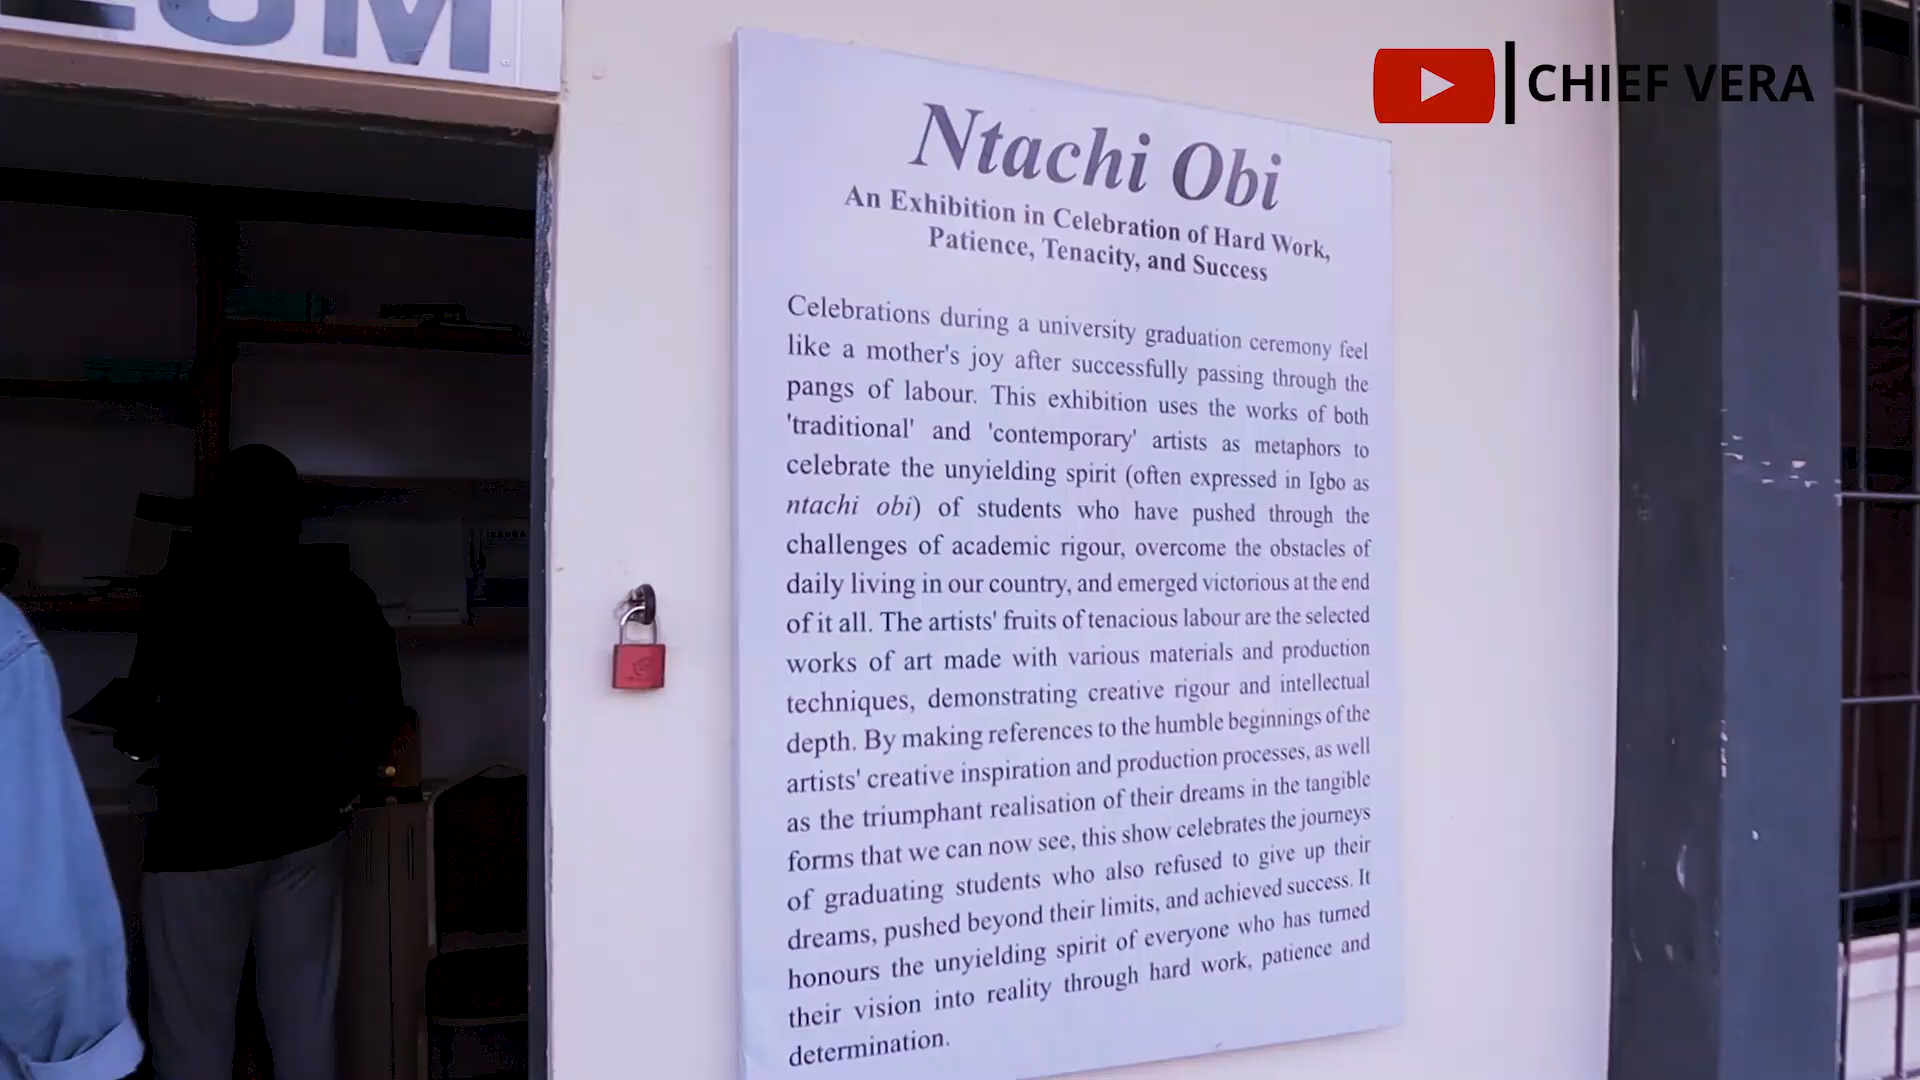 EUM
CHIEF VERA
Ntachi Obi
An Exhibition in Celebration of Hard Work,
Patience, Tenacity, and Success
Celebrations during a university graduation ceremony feel
like a mother's joy after successfully passing through the
pangs of labour. This exhibition uses the works of both
'traditional' and 'contemporary' artists as metaphors to
celebrate the unyielding spirit (often expressed in Igbo as
ntachi obi) of students who have pushed through the
challenges of academic rigour, overcome the obstacles of
daily living in our country, and emerged victorious at the end
of it all. The artists' fruits of tenacious labour are the selected
works of art made with various materials and production
techniques, demonstrating creative rigour and intellectual
depth. By making references to the humble beginnings of the
artists' creative inspiration and production processes, as well
as the triumphant realisation of their dreams in the tangible
forms that we can now see, this show celebrates the journeys
of graduating students who also refused to give up their
dreams, pushed beyond their limits, and achieved success. It
honours the unyielding spirit of everyone who has turned
their vision into reality through hard work, patience and
determination.